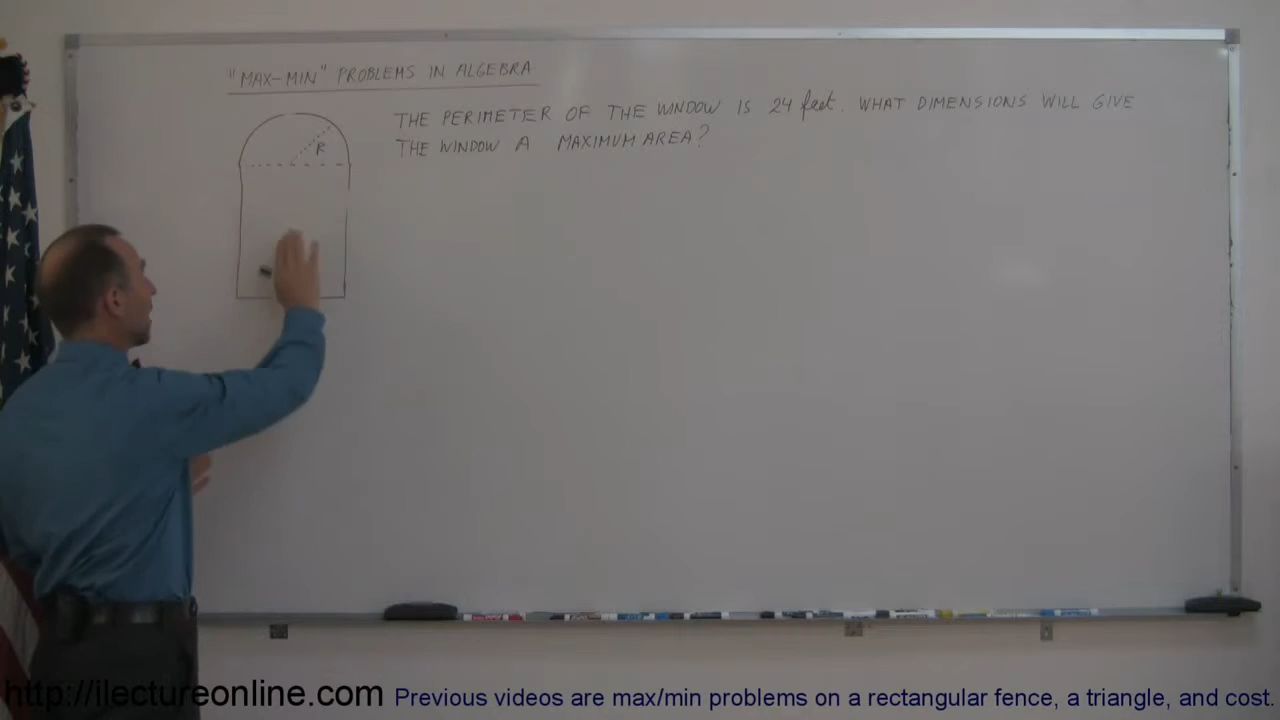 "MAX-MIN" PROBLEMS IN ALGEBRA
THE PERIMETER OF THE WINDOW IS 24 feet. WHAT DIMENSIONS WILL GIVE
THE WINDOW A MAXIMUM AREA?
R
http://ilectureonline.com Previous videos are max/min problems on a rectangular fence, a triangle, and cost.